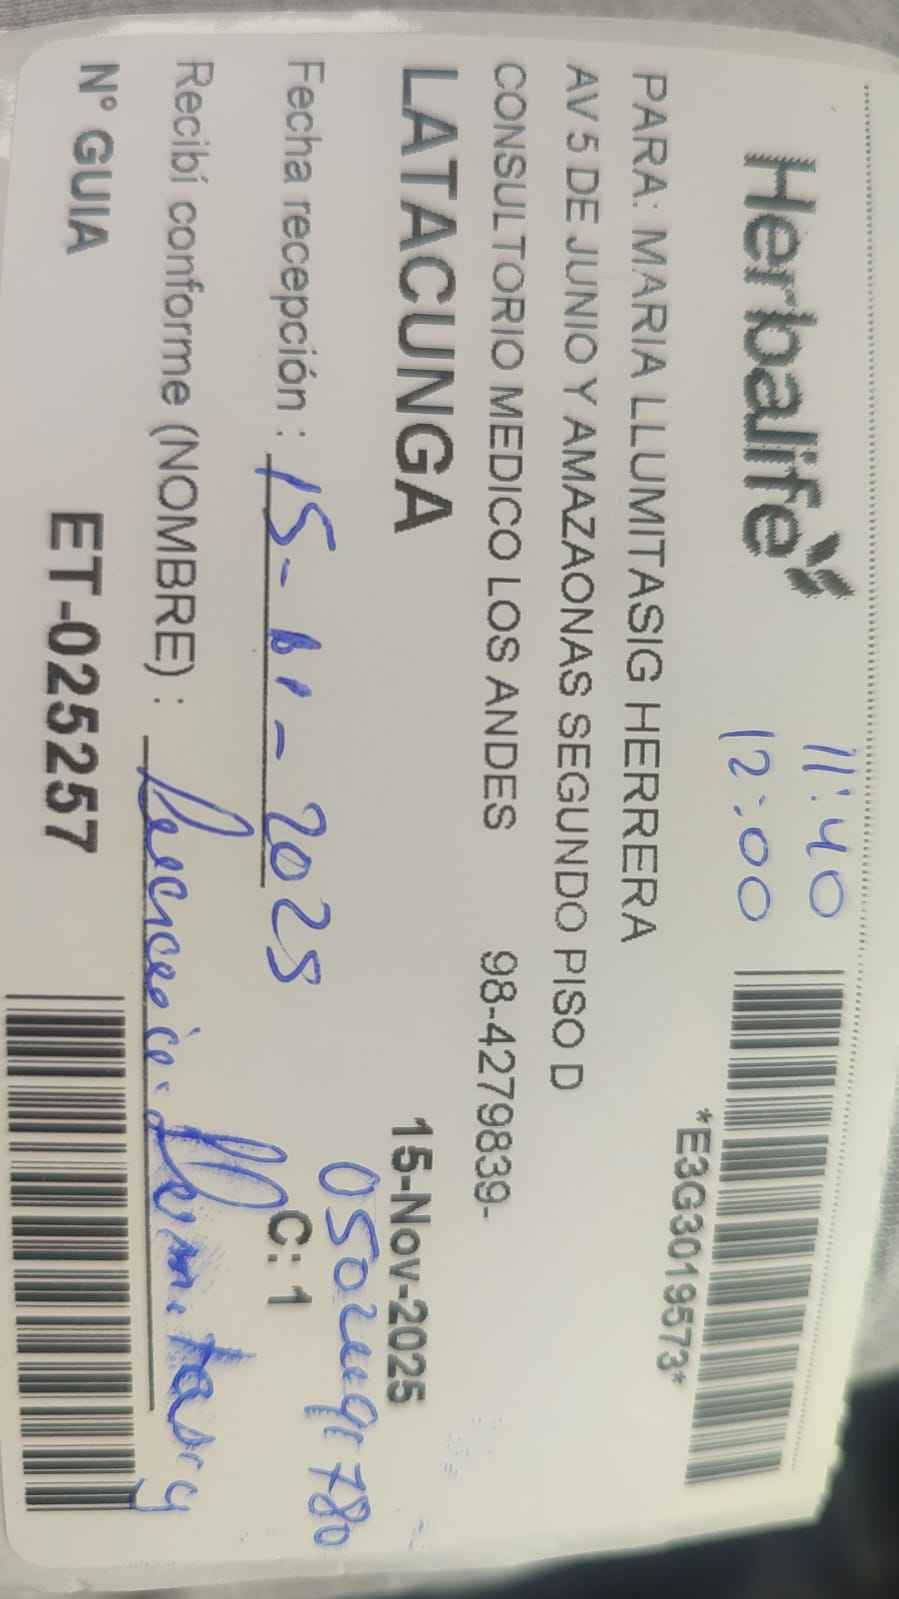 Herbalife
11:40
12:00
*E3G3019573*
PARA: MARIA LLUMITASIG HERRERA
AV 5 DE JUNIO Y AMAZAONAS SEGUNDO PISO D
CONSULTORIO MEDICO LOS ANDES 98-4279839-
LATACUNGA 15-Nov-2025
Fecha recepción : 15-11-2025
C: 1
Recibí conforme (NOMBRE) : Llumitasig
N° GUIA ET-025257